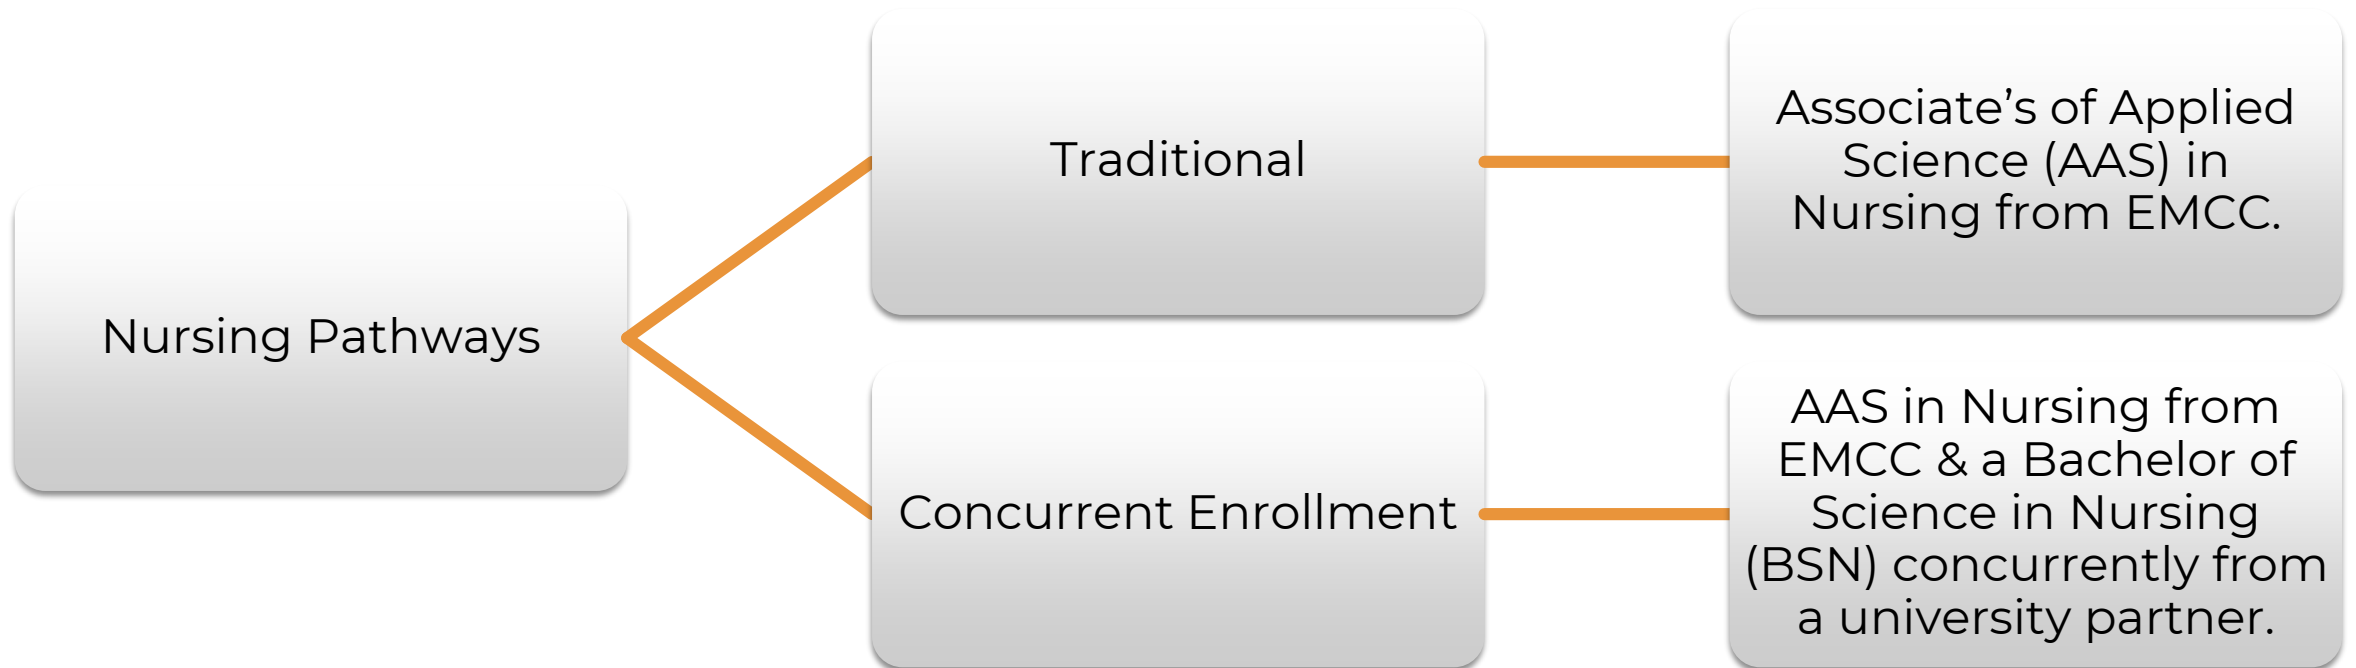 Nursing Pathways
Traditional
Associate’s of Applied
Science (AAS) in
Nursing from EMCC.
Concurrent Enrollment
AAS in Nursing from
EMCC & a Bachelor of
Science in Nursing
(BSN) concurrently from
a university partner.